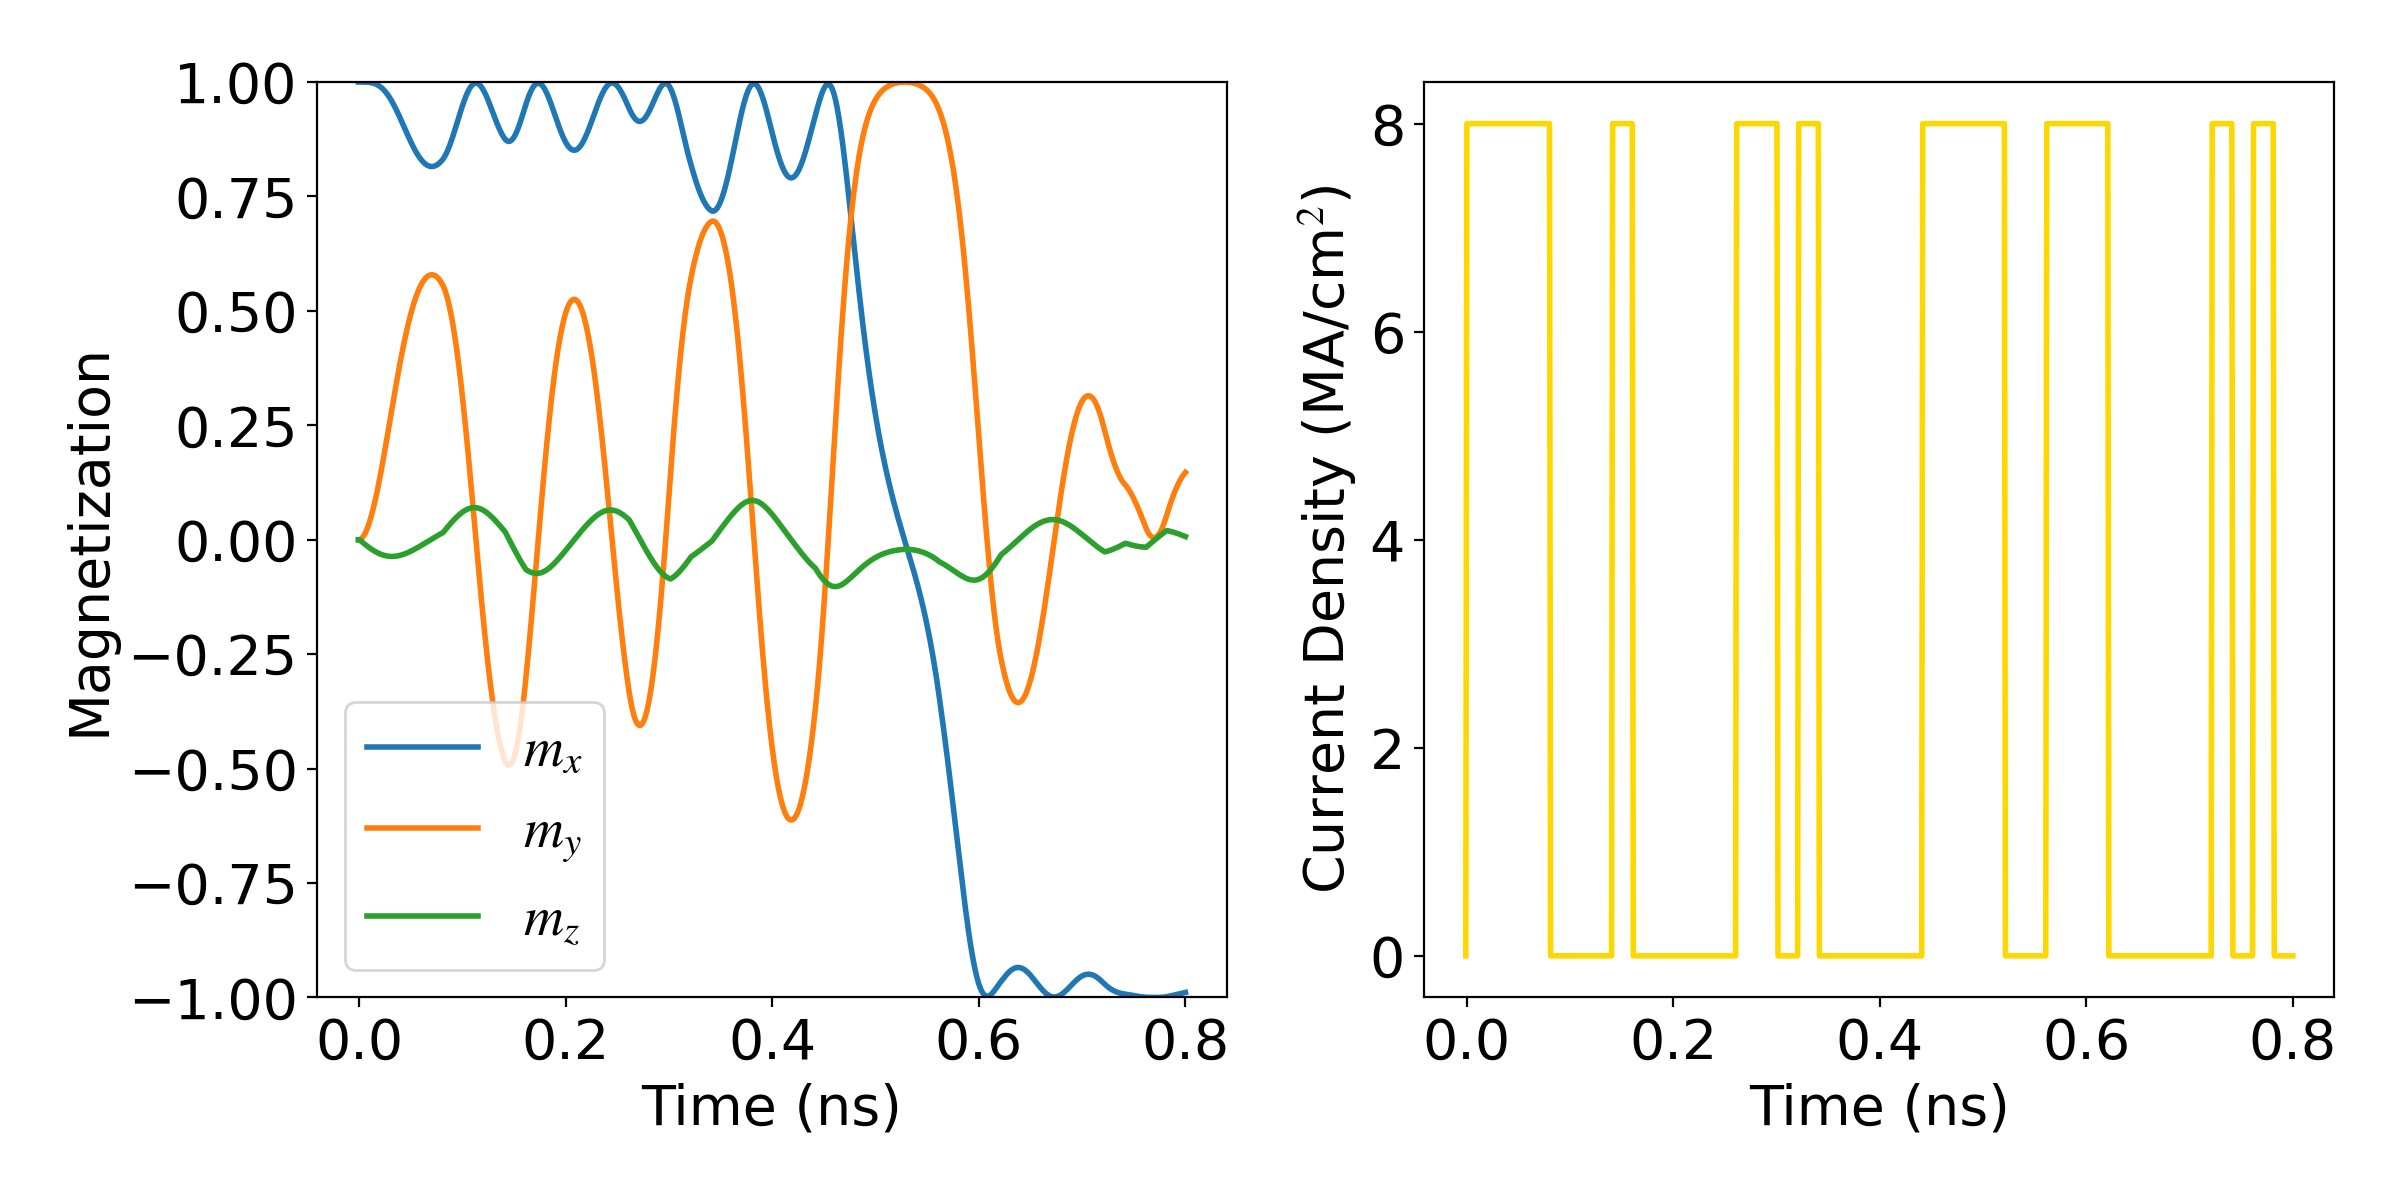 1.00
0.75
0.50
0.25
0.00
−0.25
−0.50
−0.75
−1.00
Magnetization
m_x
m_y
m_z
0.0 0.2 0.4 0.6 0.8
Time (ns)
8
6
4
2
0
Current Density (MA/cm²)
0.0 0.2 0.4 0.6 0.8
Time (ns)